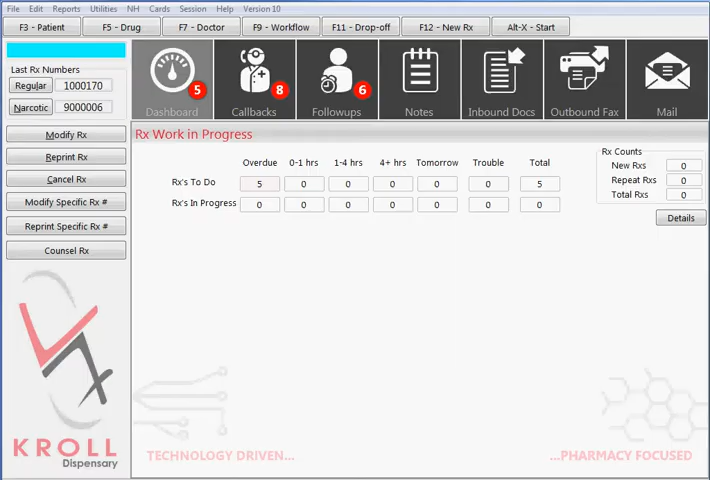 File Edit Reports Utilities NH Cards Session Help Version 10
F3 - Patient F5 - Drug F7 - Doctor F9 - Workflow F11 - Drop-off F12 - New Rx Alt-X - Start
Last Rx Numbers
Regular 1000170
Narcotic 9000006
Modify Rx
Reprint Rx
Cancel Rx
Modify Specific Rx #
Reprint Specific Rx #
Counsel Rx
KROLL
Dispensary
5 8 6
Dashboard Callbacks Followups Notes Inbound Docs Outbound Fax Mail
Rx Work in Progress
Overdue 0-1 hrs 1-4 hrs 4+ hrs Tomorrow Trouble Total
Rx's To Do 5 0 0 0 0 0 5
Rx's In Progress 0 0 0 0 0 0 0
Rx Counts
New Rxs 0
Repeat Rxs 0
Total Rxs 0
Details
TECHNOLOGY DRIVEN... ...PHARMACY FOCUSED